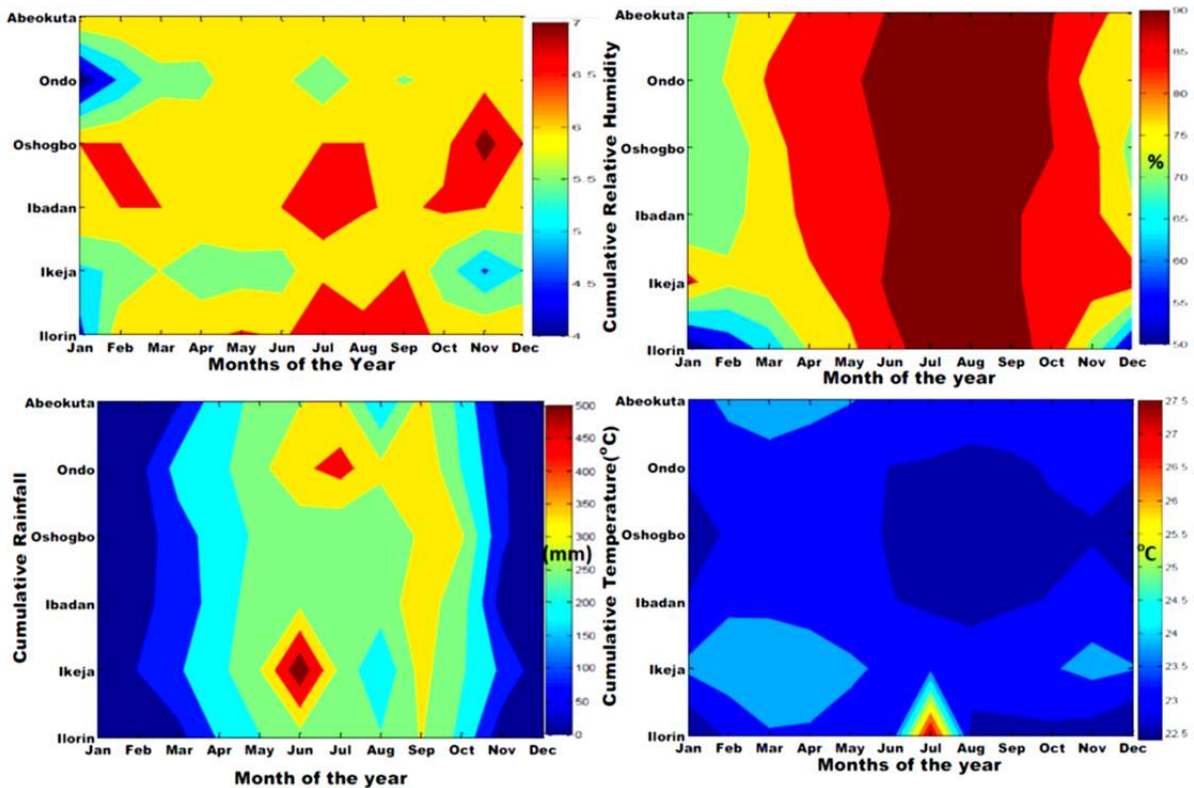 Abeokuta
Ondo
Oshogbo
Ibadan
Ikeja
Ilorin
Jan Feb Mar Apr May Jun Jul Aug Sep Oct Nov Dec
Months of the Year
7
6.5
6
5.5
5
4.5
4
Cumulative Relative Humidity
Abeokuta
Ondo
Oshogbo
Ibadan
Ikeja
Ilorin
Jan Feb Mar Apr May Jun Jul Aug Sep Oct Nov Dec
Month of the year
90
85
80
75
%
70
65
60
55
50
Cumulative Rainfall
Abeokuta
Ondo
Oshogbo
Ibadan
Ikeja
Ilorin
Jan Feb Mar Apr May Jun Jul Aug Sep Oct Nov Dec
Month of the year
500
450
400
350
300
(mm)
250
200
150
100
50
0
Cumulative Temperature(°C)
Abeokuta
Ondo
Oshogbo
Ibadan
Ikeja
Ilorin
Jan Feb Mar Apr May Jun Jul Aug Sep Oct Nov Dec
Months of the year
27.5
27
26.5
26
25.5
°C
25
24.5
24
23.5
23
22.5